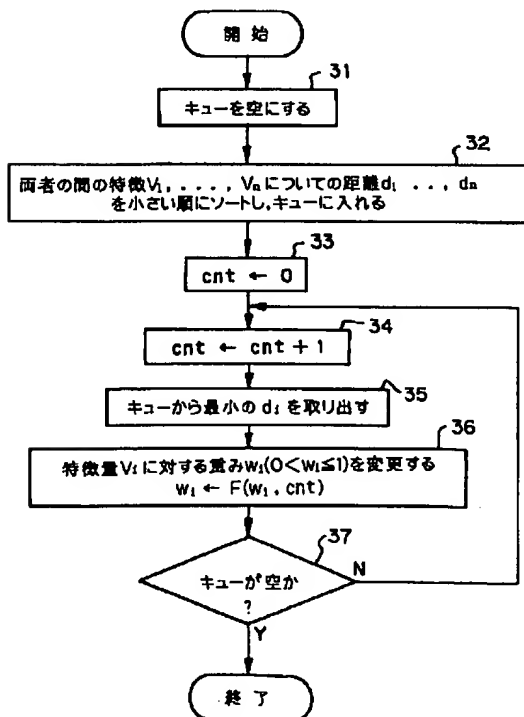 開始
31
キューを空にする
32
両者の間の特徴V₁, . . . ., Vₙについての距離d₁ . . ., dₙ
を小さい順にソートし,キューに入れる
33
cnt ← 0
34
cnt ← cnt + 1
35
キューから最小の dᵢ を取り出す
36
特徴量Vᵢに対する重みwᵢ(0<wᵢ≦1)を変更する
wᵢ ← F(wᵢ, cnt)
37
キューが空か
?
N
Y
終了